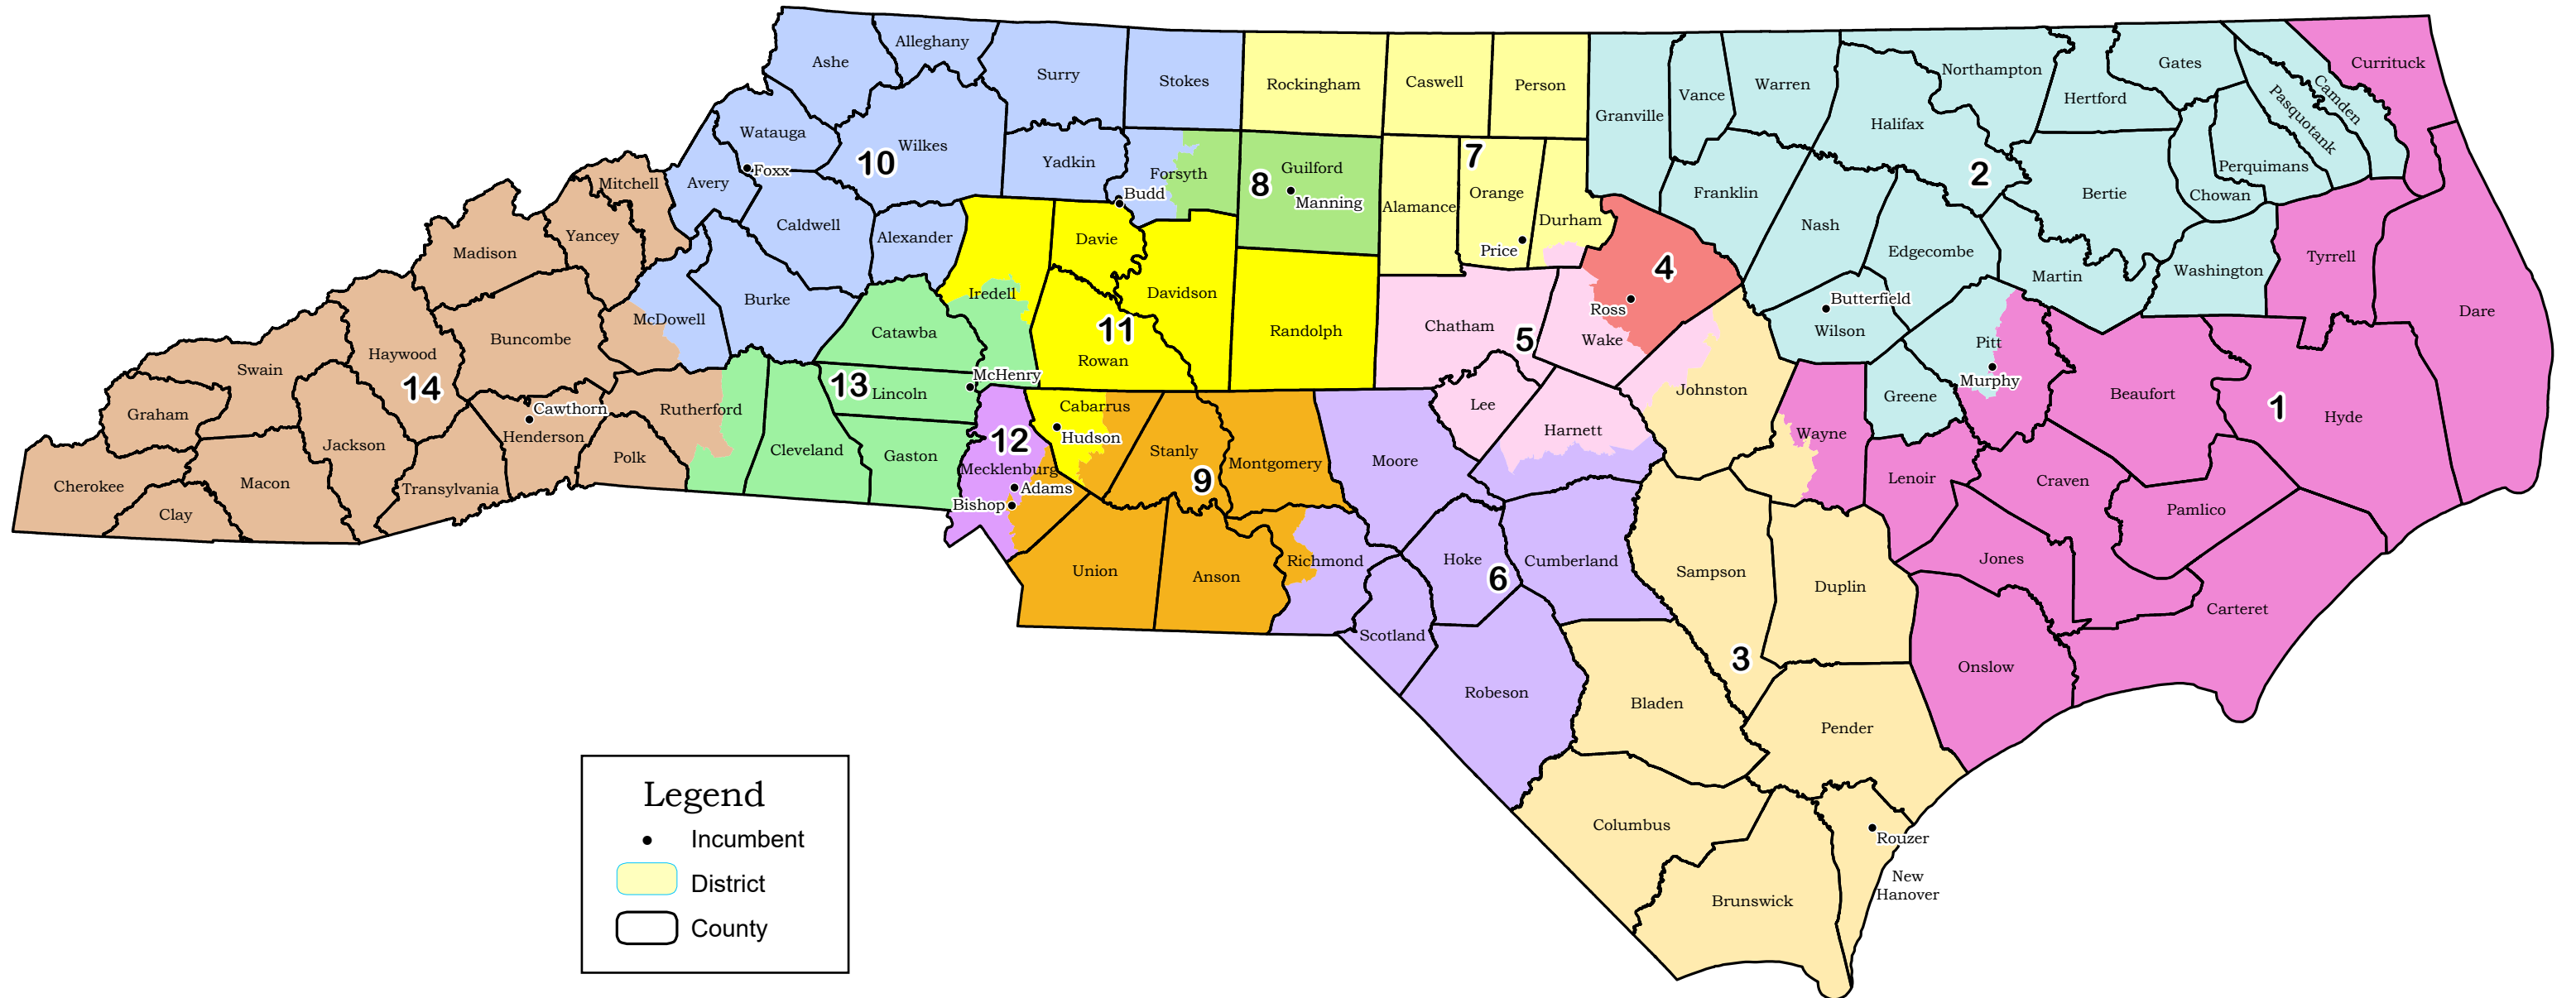 Ashe
Alleghany
Surry
Stokes
Rockingham
Caswell
Person
Granville
Vance
Warren
Northampton
Halifax
Hertford
Gates
Pasquotank
Camden
Currituck
Perquimans
Chowan
Bertie
2
Watauga
Foxx
10
Wilkes
Yadkin
Forsyth
Budd
8
Guilford
Manning
7
Orange
Alamance
Durham
Price
Franklin
Nash
Edgecombe
Martin
Washington
Tyrrell
Dare
Mitchell
Avery
Caldwell
Alexander
Davie
Madison
Yancey
Burke
Iredell
Davidson
Randolph
4
Ross
Wake
Chatham
5
Butterfield
Wilson
Pitt
Murphy
Greene
Beaufort
1
Hyde
McDowell
Catawba
11
Rowan
Swain
Haywood
Buncombe
14
13
Lincoln
McHenry
Graham
Jackson
Cawthorn
Henderson
Rutherford
Cleveland
Gaston
12
Mecklenburg
Adams
Bishop
Cabarrus
Hudson
Stanly
9
Montgomery
Moore
Lee
Harnett
Johnston
Wayne
Lenoir
Craven
Pamlico
Cherokee
Clay
Macon
Transylvania
Polk
Union
Anson
Richmond
Hoke
6
Cumberland
Sampson
Duplin
Jones
Carteret
Onslow
Scotland
Robeson
Bladen
3
Pender
Columbus
Brunswick
Rouzer
New
Hanover
Legend
Incumbent
District
County